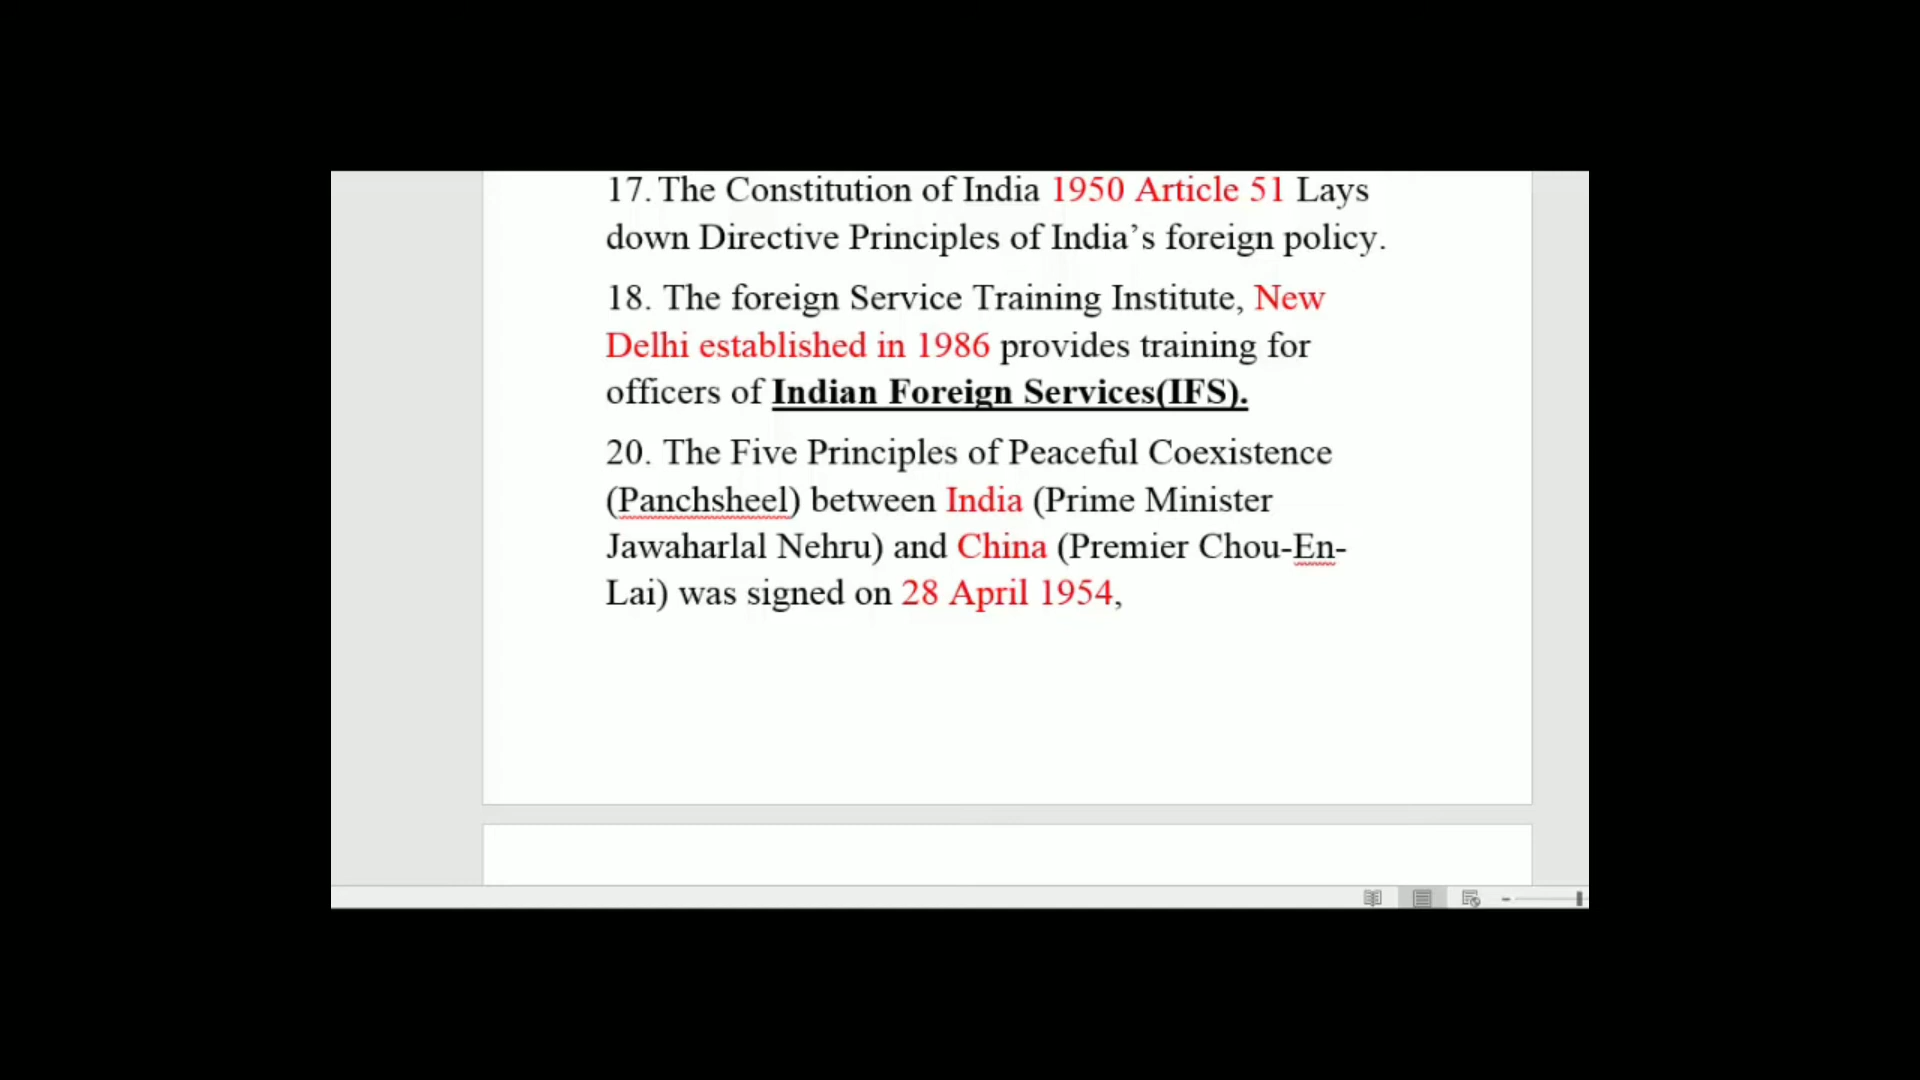 17. The Constitution of India 1950 Article 51 Lays
down Directive Principles of India’s foreign policy.
18. The foreign Service Training Institute, New
Delhi established in 1986 provides training for
officers of Indian Foreign Services(IFS).
20. The Five Principles of Peaceful Coexistence
(Panchsheel) between India (Prime Minister
Jawaharlal Nehru) and China (Premier Chou-En-
Lai) was signed on 28 April 1954,